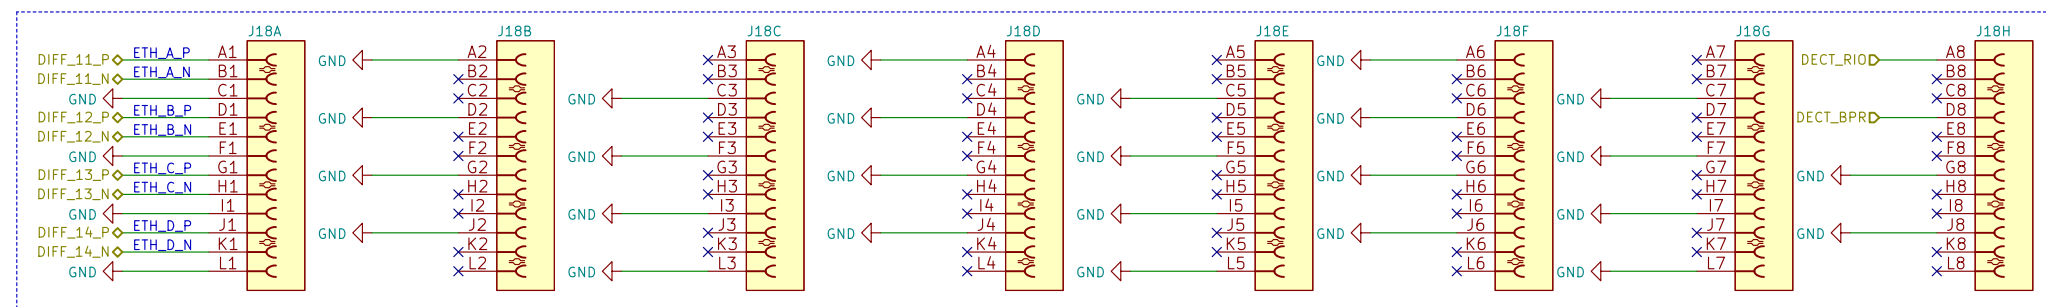 J18A
DIFF_11_P ETH_A_P A1
DIFF_11_N ETH_A_N B1
GND C1
DIFF_12_P ETH_B_P D1
DIFF_12_N ETH_B_N E1
GND F1
DIFF_13_P ETH_C_P G1
DIFF_13_N ETH_C_N H1
GND I1
DIFF_14_P ETH_D_P J1
DIFF_14_N ETH_D_N K1
GND L1
J18B
GND A2
B2
C2
GND D2
E2
F2
GND G2
H2
I2
GND J2
K2
L2
J18C
A3
B3
GND C3
D3
E3
GND F3
G3
H3
GND I3
J3
K3
GND L3
J18D
GND A4
B4
C4
GND D4
E4
F4
GND G4
H4
I4
GND J4
K4
L4
J18E
A5
B5
GND C5
D5
E5
GND F5
G5
H5
GND I5
J5
K5
GND L5
J18F
GND A6
B6
C6
GND D6
E6
F6
GND G6
H6
I6
GND J6
K6
L6
J18G
A7
B7
GND C7
D7
E7
GND F7
G7
H7
GND I7
J7
K7
GND L7
J18H
DECT_RIO A8
B8
C8
DECT_BPR D8
E8
F8
GND G8
H8
I8
GND J8
K8
L8